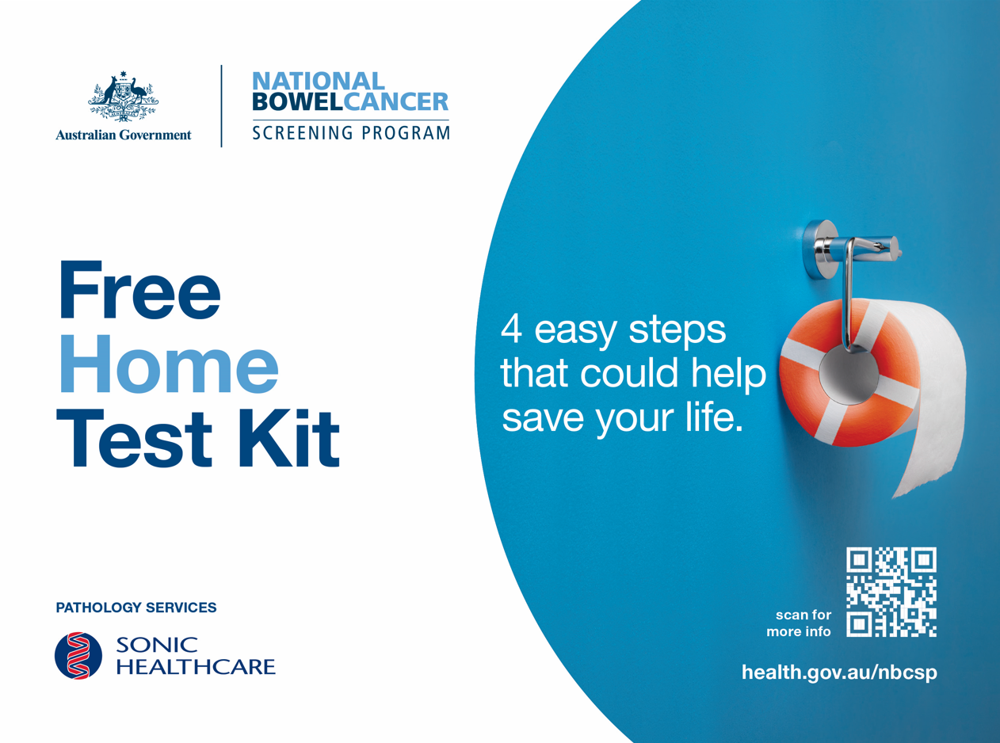 Australian Government
NATIONAL
BOWELCANCER
SCREENING PROGRAM
Free
Home
Test Kit
4 easy steps
that could help
save your life.
PATHOLOGY SERVICES
SONIC
HEALTHCARE
scan for
more info
health.gov.au/nbcsp